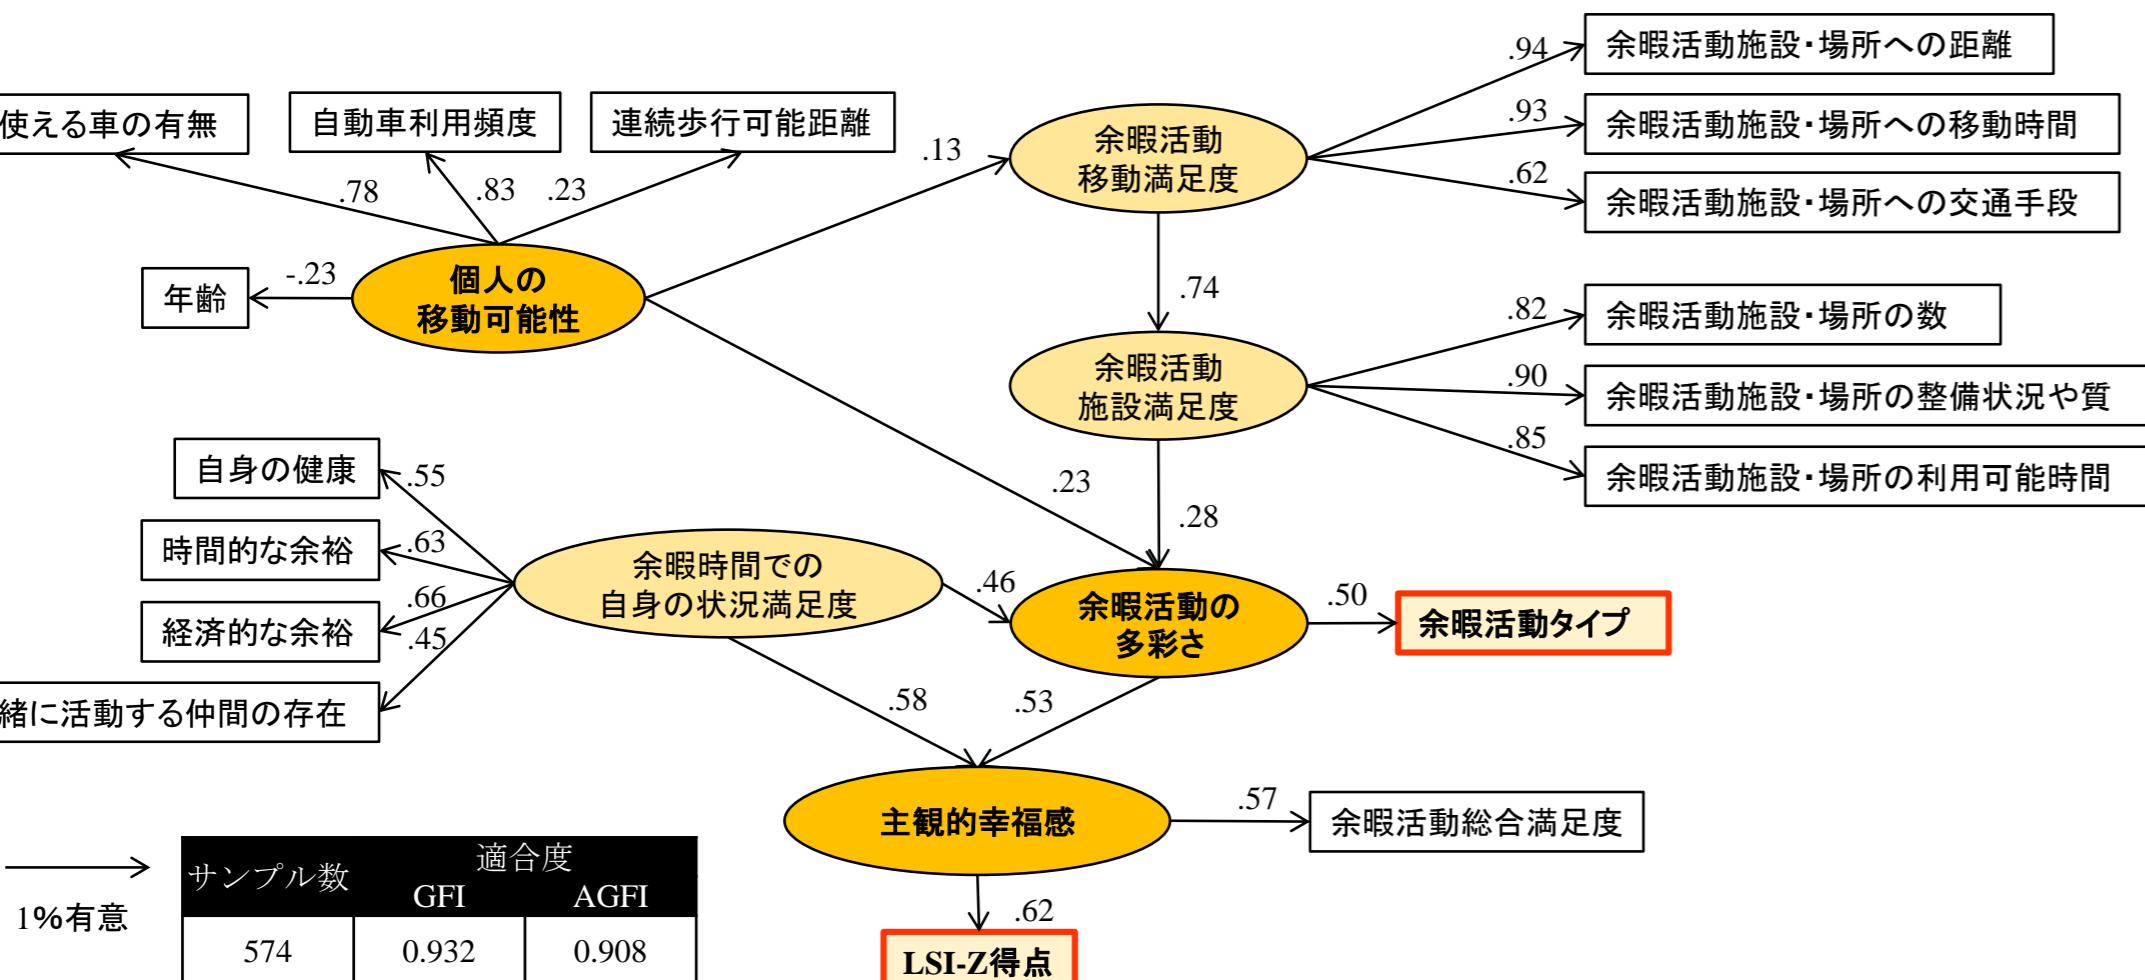 余暇活動施設・場所への距離
.94
使える車の有無
自動車利用頻度
連続歩行可能距離
余暇活動
移動満足度
.93
余暇活動施設・場所への移動時間
.13
.62
余暇活動施設・場所への交通手段
.78
.83
.23
年齢
-.23
個人の
移動可能性
.74
.82
余暇活動施設・場所の数
余暇活動
施設満足度
.90
余暇活動施設・場所の整備状況や質
.85
余暇活動施設・場所の利用可能時間
自身の健康
.55
.23
.28
時間的な余裕
.63
余暇時間での
自身の状況満足度
.46
経済的な余裕
.66
.45
余暇活動の
多彩さ
.50
余暇活動タイプ
緒に活動する仲間の存在
.58
.53
主観的幸福感
.57
余暇活動総合満足度
1%有意
サンプル数
適合度
GFI
AGFI
574
0.932
0.908
.62
LSI-Z得点